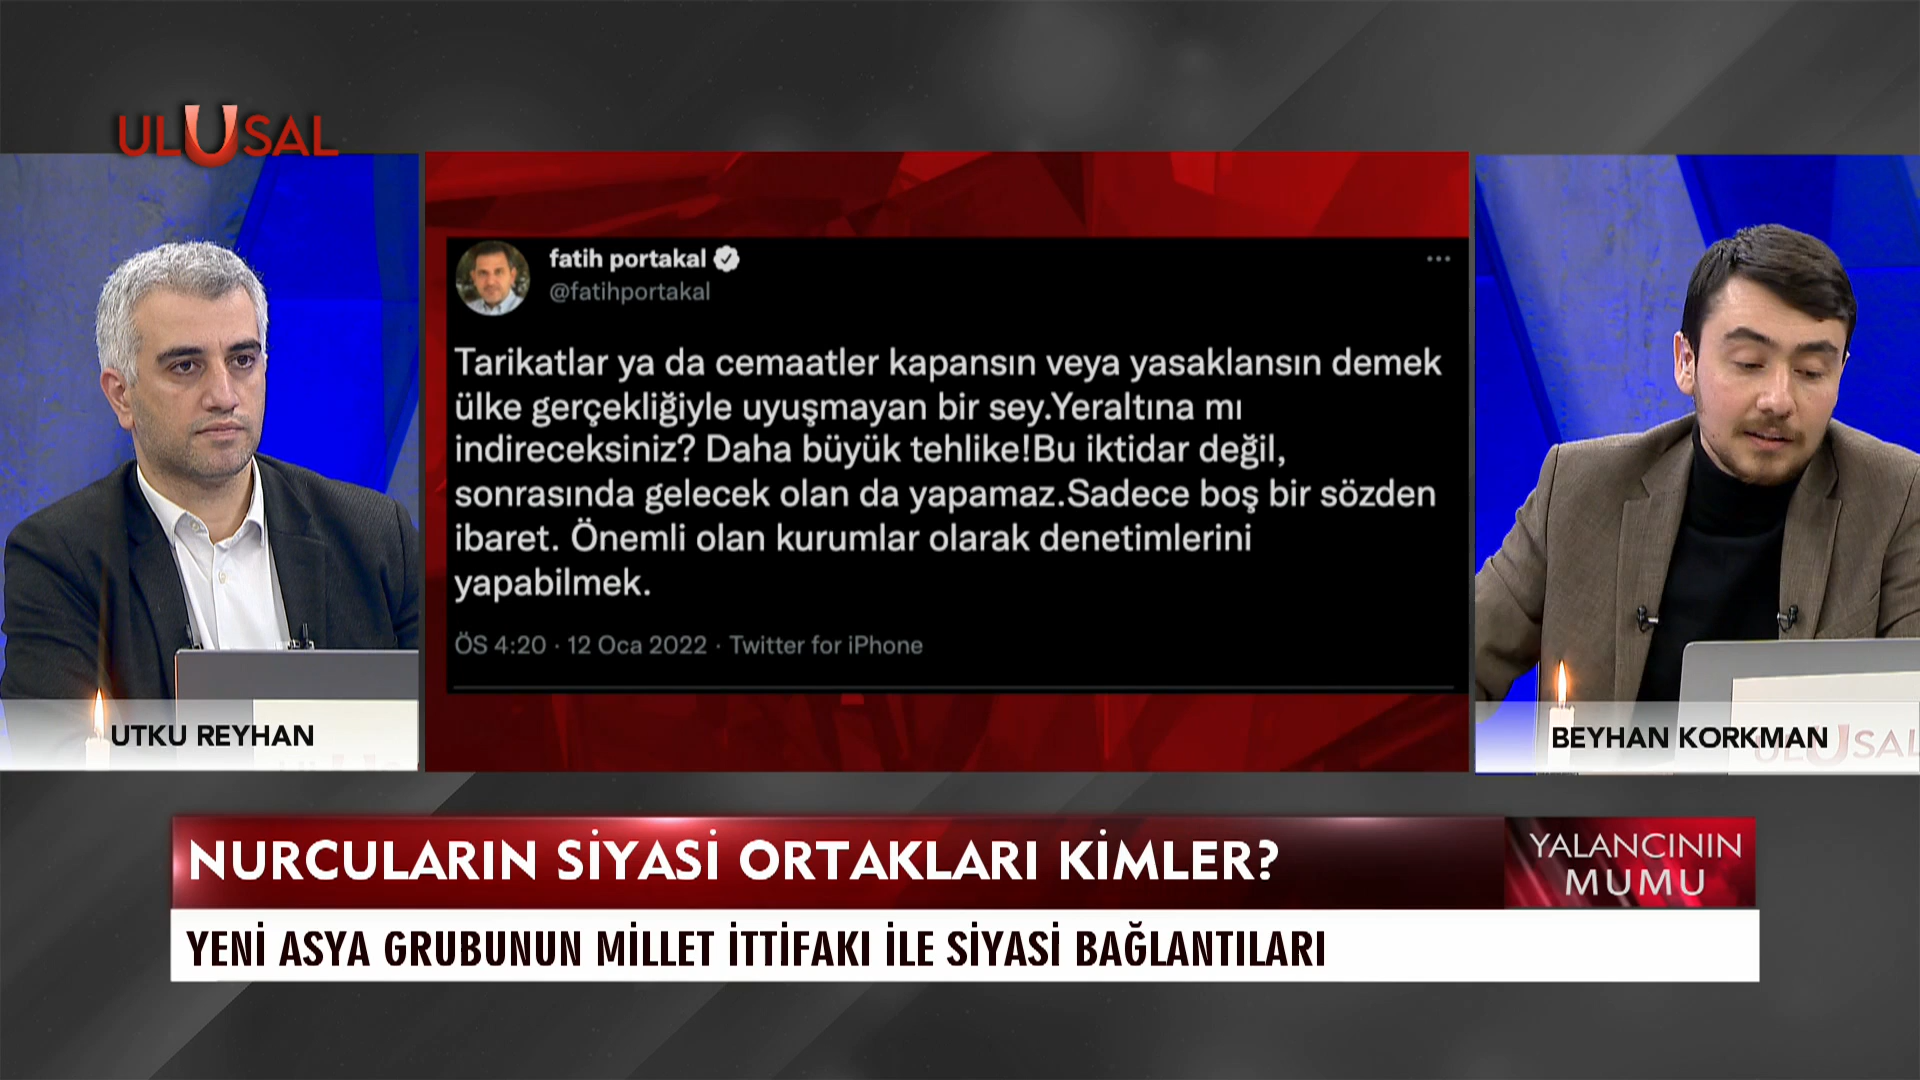 ULUSAL
fatih portakal
@fatihportakal
Tarikatlar ya da cemaatler kapansın veya yasaklansın demek
ülke gerçekliğiyle uyuşmayan bir sey.Yeraltına mı
indireceksiniz? Daha büyük tehlike!Bu iktidar değil,
sonrasında gelecek olan da yapamaz.Sadece boş bir sözden
ibaret. Önemli olan kurumlar olarak denetimlerini
yapabilmek.
ÖS 4:20 · 12 Oca 2022 · Twitter for iPhone
UTKU REYHAN
BEYHAN KORKMAN
USAL
NURCULARIN SİYASİ ORTAKLARI KİMLER?
YALANCININ
MUMU
YENİ ASYA GRUBUNUN MİLLET İTTİFAKI İLE SİYASİ BAĞLANTILARI